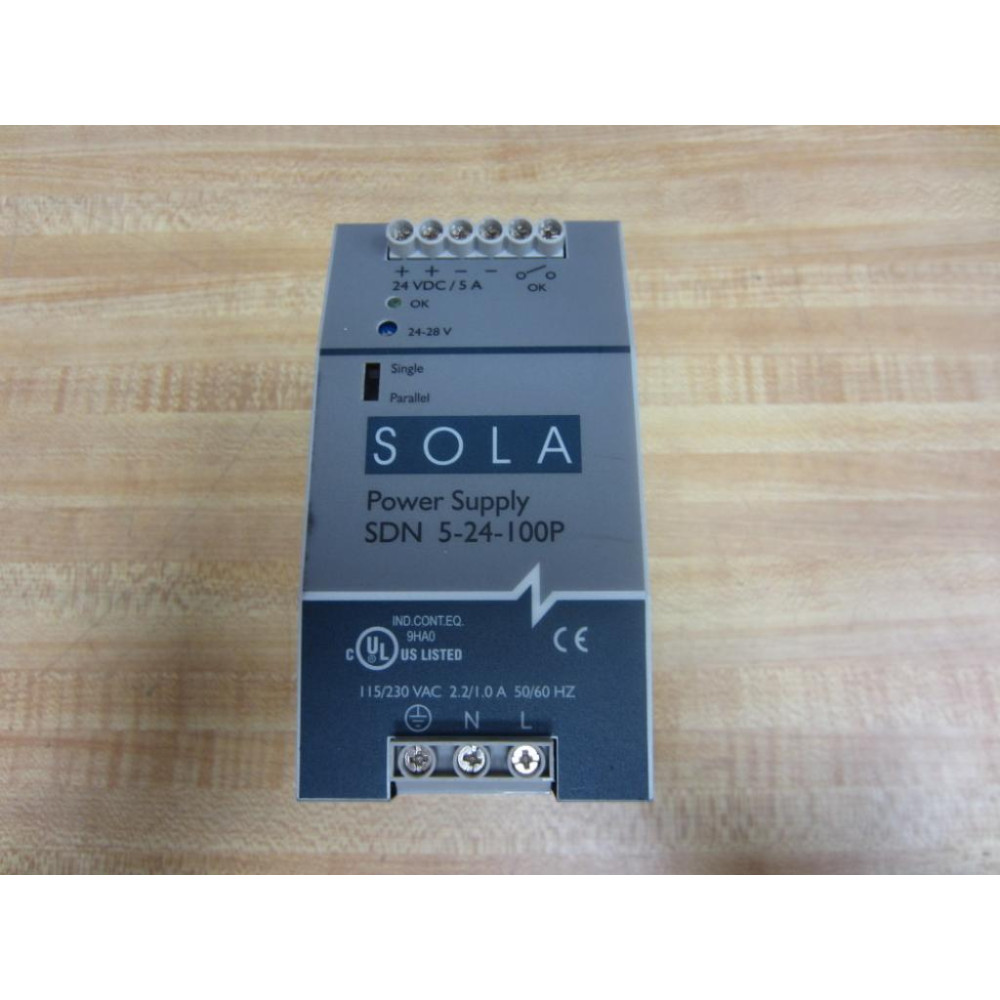 + + - -
24 VDC / 5 A
OK
OK
24-28 V
Single
Parallel
SOLA
Power Supply
SDN 5-24-100P
IND.CONT.EQ.
9HA0
C UL US LISTED
®
CE
115/230 VAC 2.2/1.0 A 50/60 HZ
N L